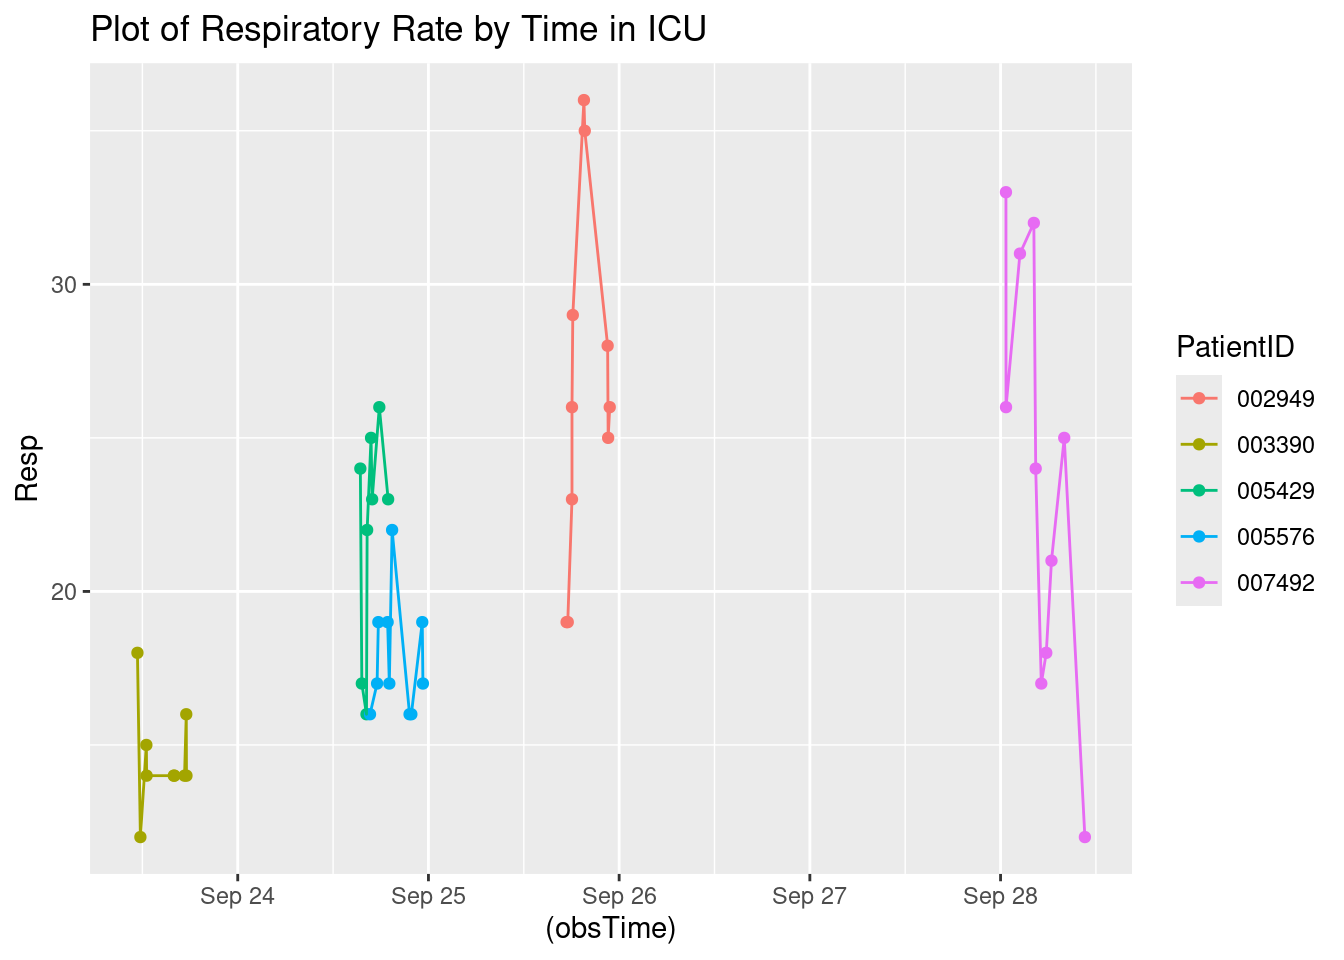 Plot of Respiratory Rate by Time in ICU
Resp
30
20
Sep 24
Sep 25
Sep 26
Sep 27
Sep 28
(obsTime)
PatientID
002949
003390
005429
005576
007492